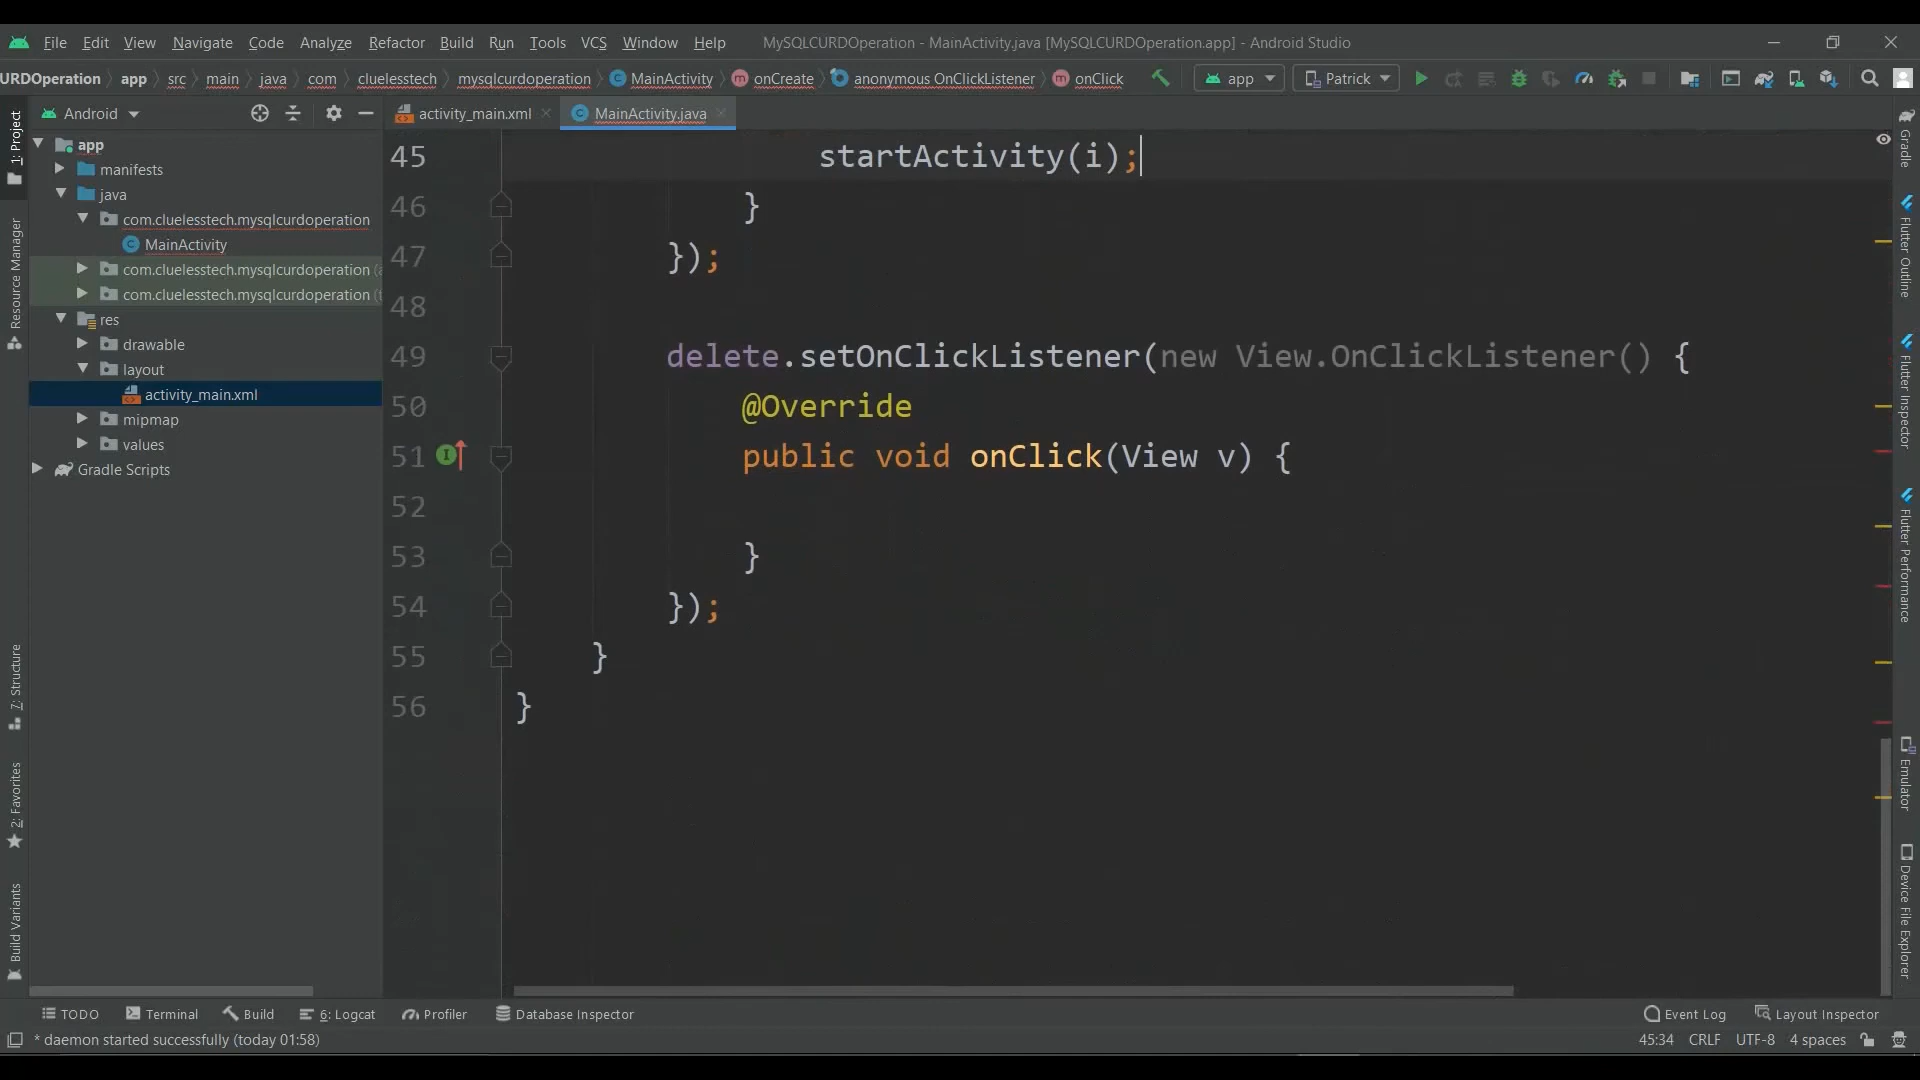 File Edit View Navigate Code Analyze Refactor Build Run Tools VCS Window Help MySQLCURDOperation - MainActivity.java [MySQLCURDOperation.app] - Android Studio
URDOperation app src main java com cluelesstech mysqlcurdoperation MainActivity onCreate anonymous OnClickListener onClick app Patrick
Android activity_main.xml MainActivity.java
1: Project
Resource Manager
7: Structure
2: Favorites
Build Variants
app
manifests
java
com.cluelesstech.mysqlcurdoperation
MainActivity
com.cluelesstech.mysqlcurdoperation (
com.cluelesstech.mysqlcurdoperation (
res
drawable
layout
activity_main.xml
mipmap
values
Gradle Scripts
45 startActivity(i);
46 }
47 });
48
49 delete.setOnClickListener(new View.OnClickListener() {
50 @Override
51 public void onClick(View v) {
52
53 }
54 });
55 }
56 }
Gradle
Flutter Outline
Flutter Inspector
Flutter Performance
Emulator
Device File Explorer
TODO Terminal Build 6: Logcat Profiler Database Inspector Event Log Layout Inspector
* daemon started successfully (today 01:58) 45:34 CRLF UTF-8 4 spaces